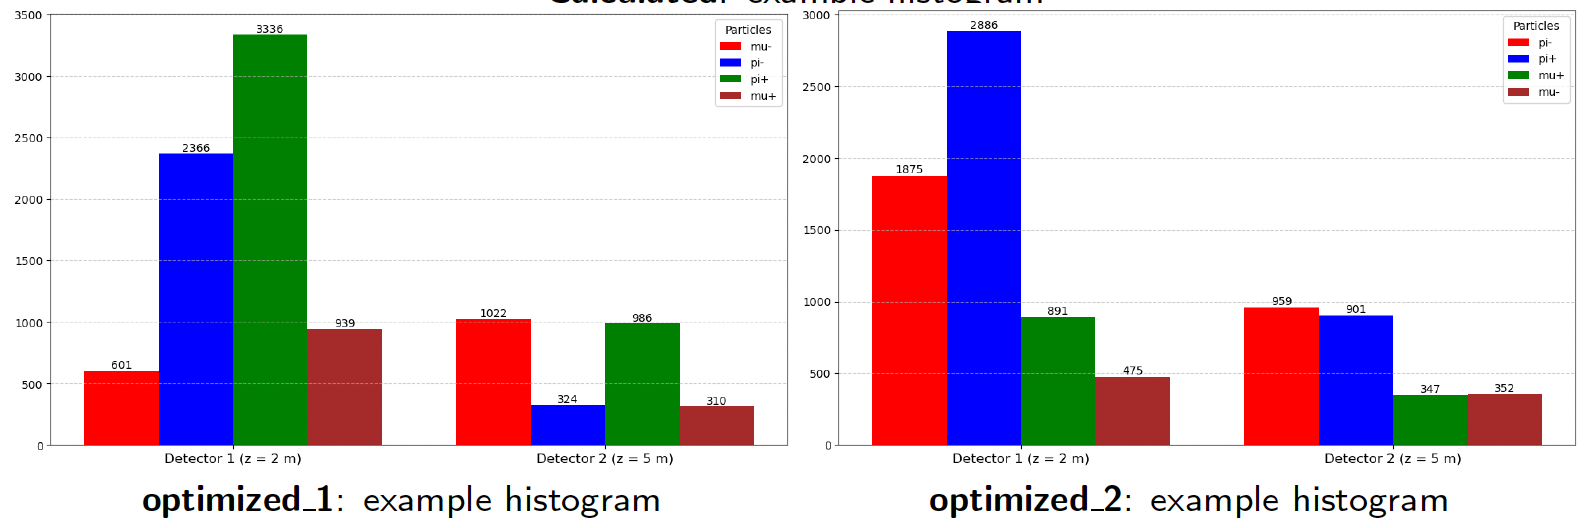 Calculated: example histogram
3500
3000
2500
2000
1500
1000
500
0
601
2366
3336
939
1022
324
986
310
Particles
mu-
pi-
pi+
mu+
Detector 1 (z = 2 m)
Detector 2 (z = 5 m)
optimized_1: example histogram
3000
2500
2000
1500
1000
500
0
1875
2886
891
475
959
901
347
352
Particles
pi-
pi+
mu+
mu-
Detector 1 (z = 2 m)
Detector 2 (z = 5 m)
optimized_2: example histogram